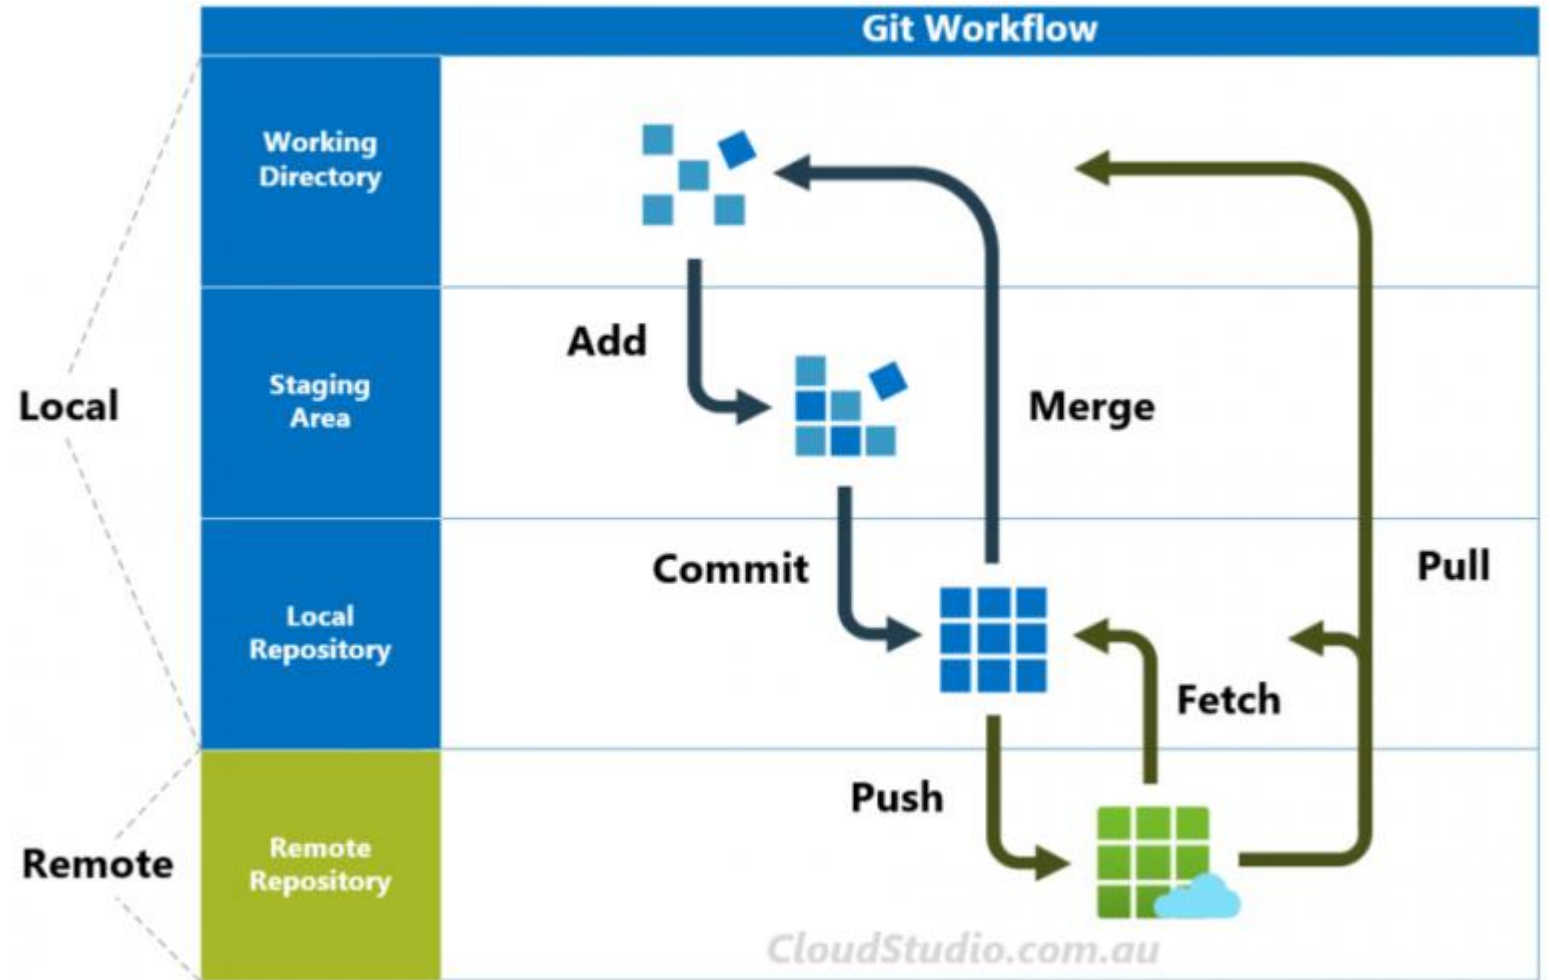 Git Workflow
Working
Directory
Add
Staging
Area
Local
Merge
Commit
Pull
Local
Repository
Fetch
Push
Remote
Remote
Repository
CloudStudio.com.au